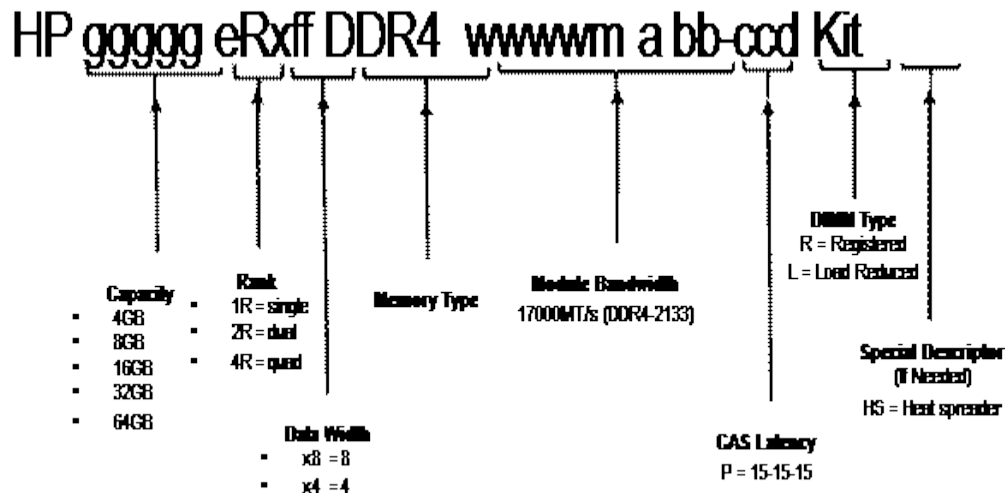 HP ggggg eRxff DDR4 wwwwm a bb-ccd Kit
DIMM Type
R = Registered
L = Load Reduced
Capacity
▪ 4GB
▪ 8GB
▪ 16GB
▪ 32GB
▪ 64GB
Rank
▪ 1R = single
▪ 2R = dual
▪ 4R = quad
Memory Type
Module Bandwidth
17000MT/s (DDR4-2133)
Special Descriptor
(If Needed)
HS = Heat spreader
Data Width
▪ x8 = 8
▪ x4 = 4
CAS Latency
P = 15-15-15